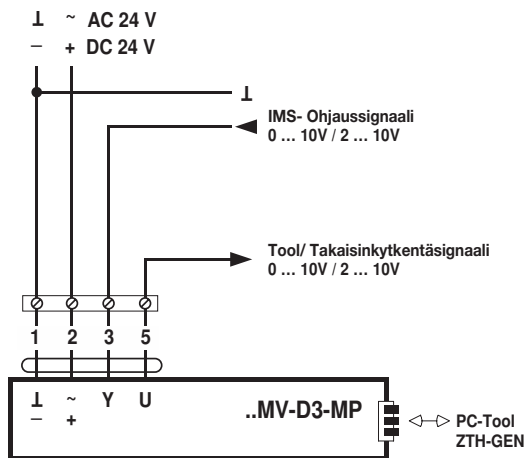 ⊥ ~ AC 24 V
– + DC 24 V
⊥
IMS- Ohjaussignaali
0 ... 10V / 2 ... 10V
Tool/ Takaisinkytkentäsignaali
0 ... 10V / 2 ... 10V
1 2 3 5
⊥ ~ Y U
– +
..MV-D3-MP
PC-Tool
ZTH-GEN